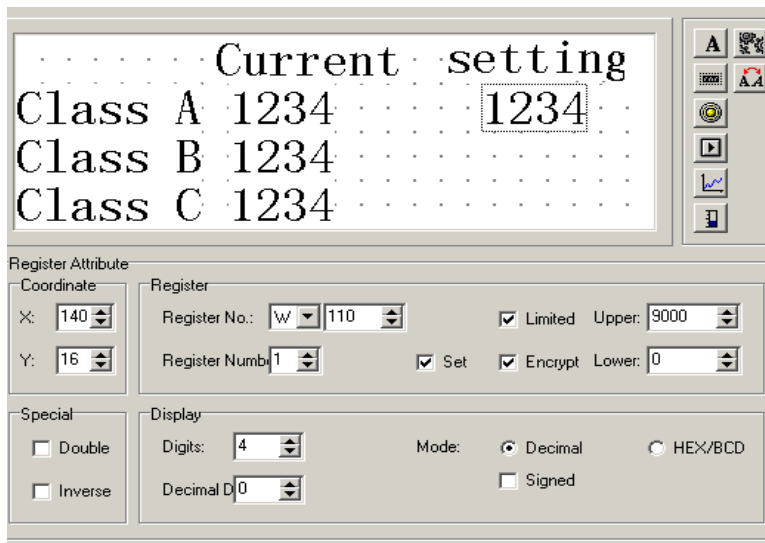 Current setting
Class A 1234 1234
Class B 1234
Class C 1234
A
A A
Register Attribute
Coordinate
X: 140
Y: 16
Register
Register No.: W 110
Limited Upper: 9000
Register Numb 1
Set
Encrypt Lower: 0
Special
Double
Inverse
Display
Digits: 4
Mode: Decimal HEX/BCD
Decimal D 0
Signed